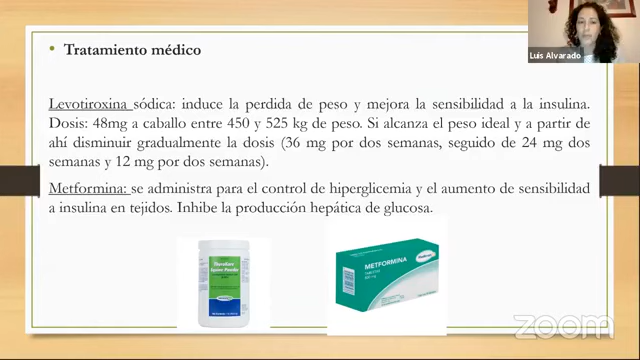 • Tratamiento médico
Luis Alvarado
Levotiroxina sódica: induce la perdida de peso y mejora la sensibilidad a la insulina.
Dosis: 48mg a caballo entre 450 y 525 kg de peso. Si alcanza el peso ideal y a partir de
ahí disminuir gradualmente la dosis (36 mg por dos semanas, seguido de 24 mg dos
semanas y 12 mg por dos semanas).
Metformina: se administra para el control de hiperglicemia y el aumento de sensibilidad
a insulina en tejidos. Inhibe la producción hepática de glucosa.
METFORMINA
zoom